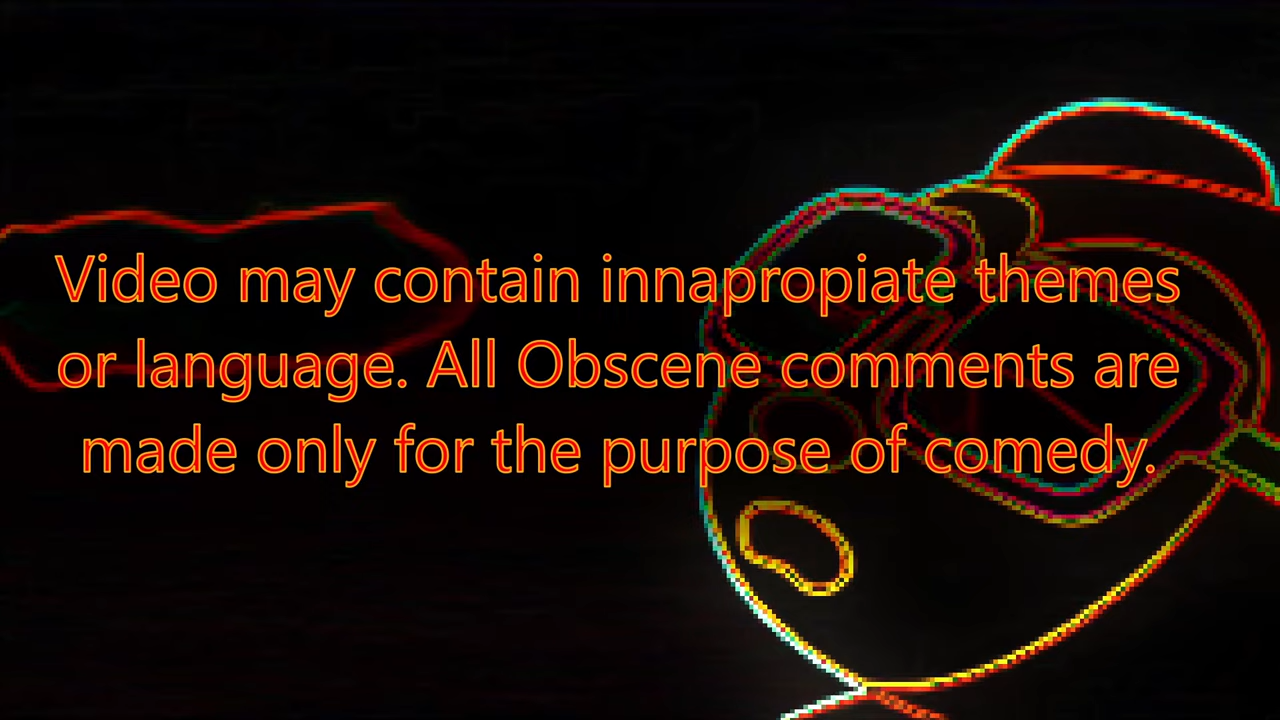 Video may contain innapropiate themes
or language. All Obscene comments are
made only for the purpose of comedy.